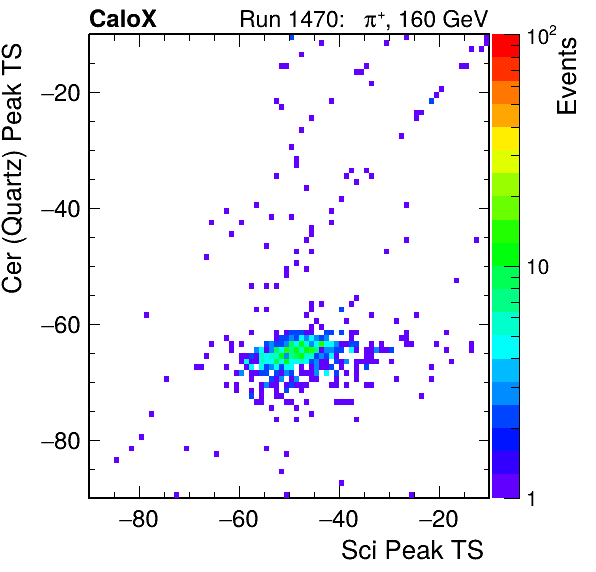 CaloX
Run 1470: π⁺, 160 GeV
Cer (Quartz) Peak TS
−20
−40
−60
−80
−80
−60
−40
−20
Sci Peak TS
10²
10
1
Events